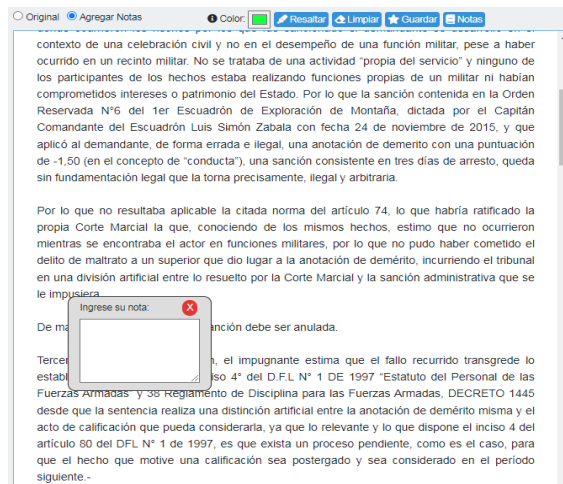 Original Agregar Notas Color: Resaltar Limpiar Guardar Notas
contexto de una celebración civil y no en el desempeño de una función militar, pese a haber
ocurrido en un recinto militar. No se trataba de una actividad “propia del servicio” y ninguno de
los participantes de los hechos estaba realizando funciones propias de un militar ni habían
comprometidos intereses o patrimonio del Estado. Por lo que la sanción contenida en la Orden
Reservada N°6 del 1er Escuadrón de Exploración de Montaña, dictada por el Capitán
Comandante del Escuadrón Luis Simón Zabala con fecha 24 de noviembre de 2015, y que
aplicó al demandante, de forma errada e ilegal, una anotación de demerito con una puntuación
de -1,50 (en el concepto de “conducta”), una sanción consistente en tres días de arresto, queda
sin fundamentación legal que la torna precisamente, ilegal y arbitraria.
Por lo que no resultaba aplicable la citada norma del artículo 74, lo que habría ratificado la
propia Corte Marcial la que, conociendo de los mismos hechos, estimo que no ocurrieron
mientras se encontraba el actor en funciones militares, por lo que no pudo haber cometido el
delito de maltrato a un superior que dio lugar a la anotación de demérito, incurriendo el tribunal
en una división artificial entre lo resuelto por la Corte Marcial y la sanción administrativa que se
le impusiera
Ingrese su nota: X
De ma anción debe ser anulada.
Tercer n, el impugnante estima que el fallo recurrido transgrede lo
establ iso 4° del D.F.L N° 1 DE 1997 “Estatuto del Personal de las
Fuerzas Armadas” y 38 Reglamento de Disciplina para las Fuerzas Armadas, DECRETO 1445
desde que la sentencia realiza una distinción artificial entre la anotación de demérito misma y el
acto de calificación que pueda considerarla, ya que lo relevante y lo que dispone el inciso 4 del
artículo 80 del DFL N° 1 de 1997, es que exista un proceso pendiente, como es el caso, para
que el hecho que motive una calificación sea postergado y sea considerado en el período
siguiente.-